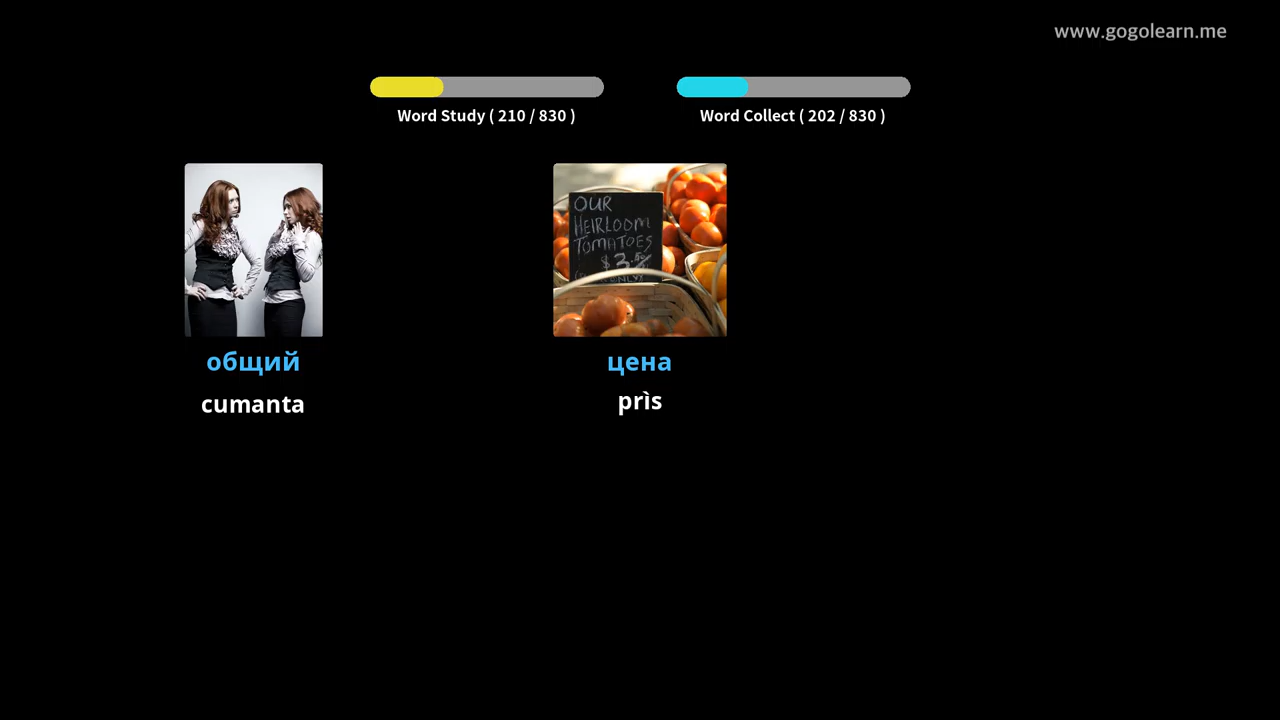 www.gogolearn.me
Word Study ( 210 / 830 )
Word Collect ( 202 / 830 )
OUR
HEIRLOOM
TOMATOES
общий
цена
cumanta
prìs